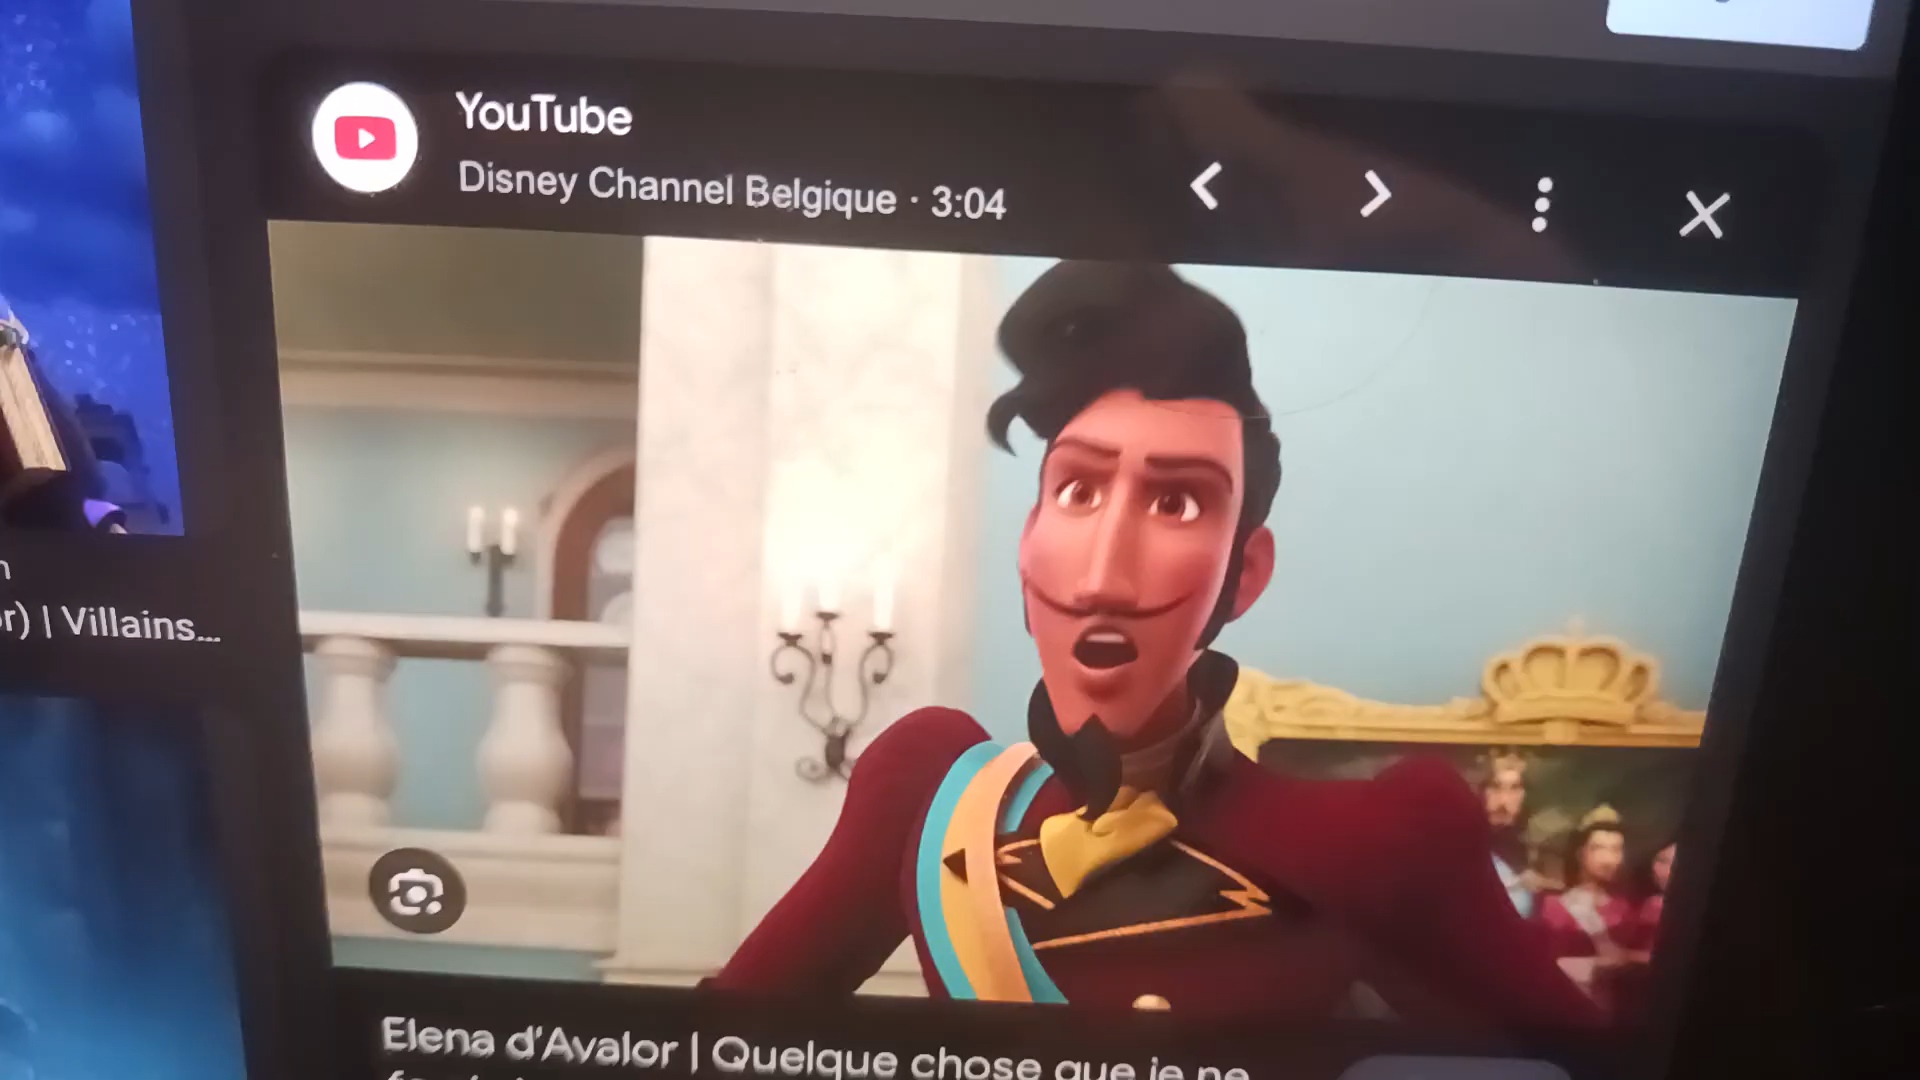 YouTube
Disney Channel Belgique · 3:04
r) | Villains...
Elena d'Avalor | Quelque chose que je ne